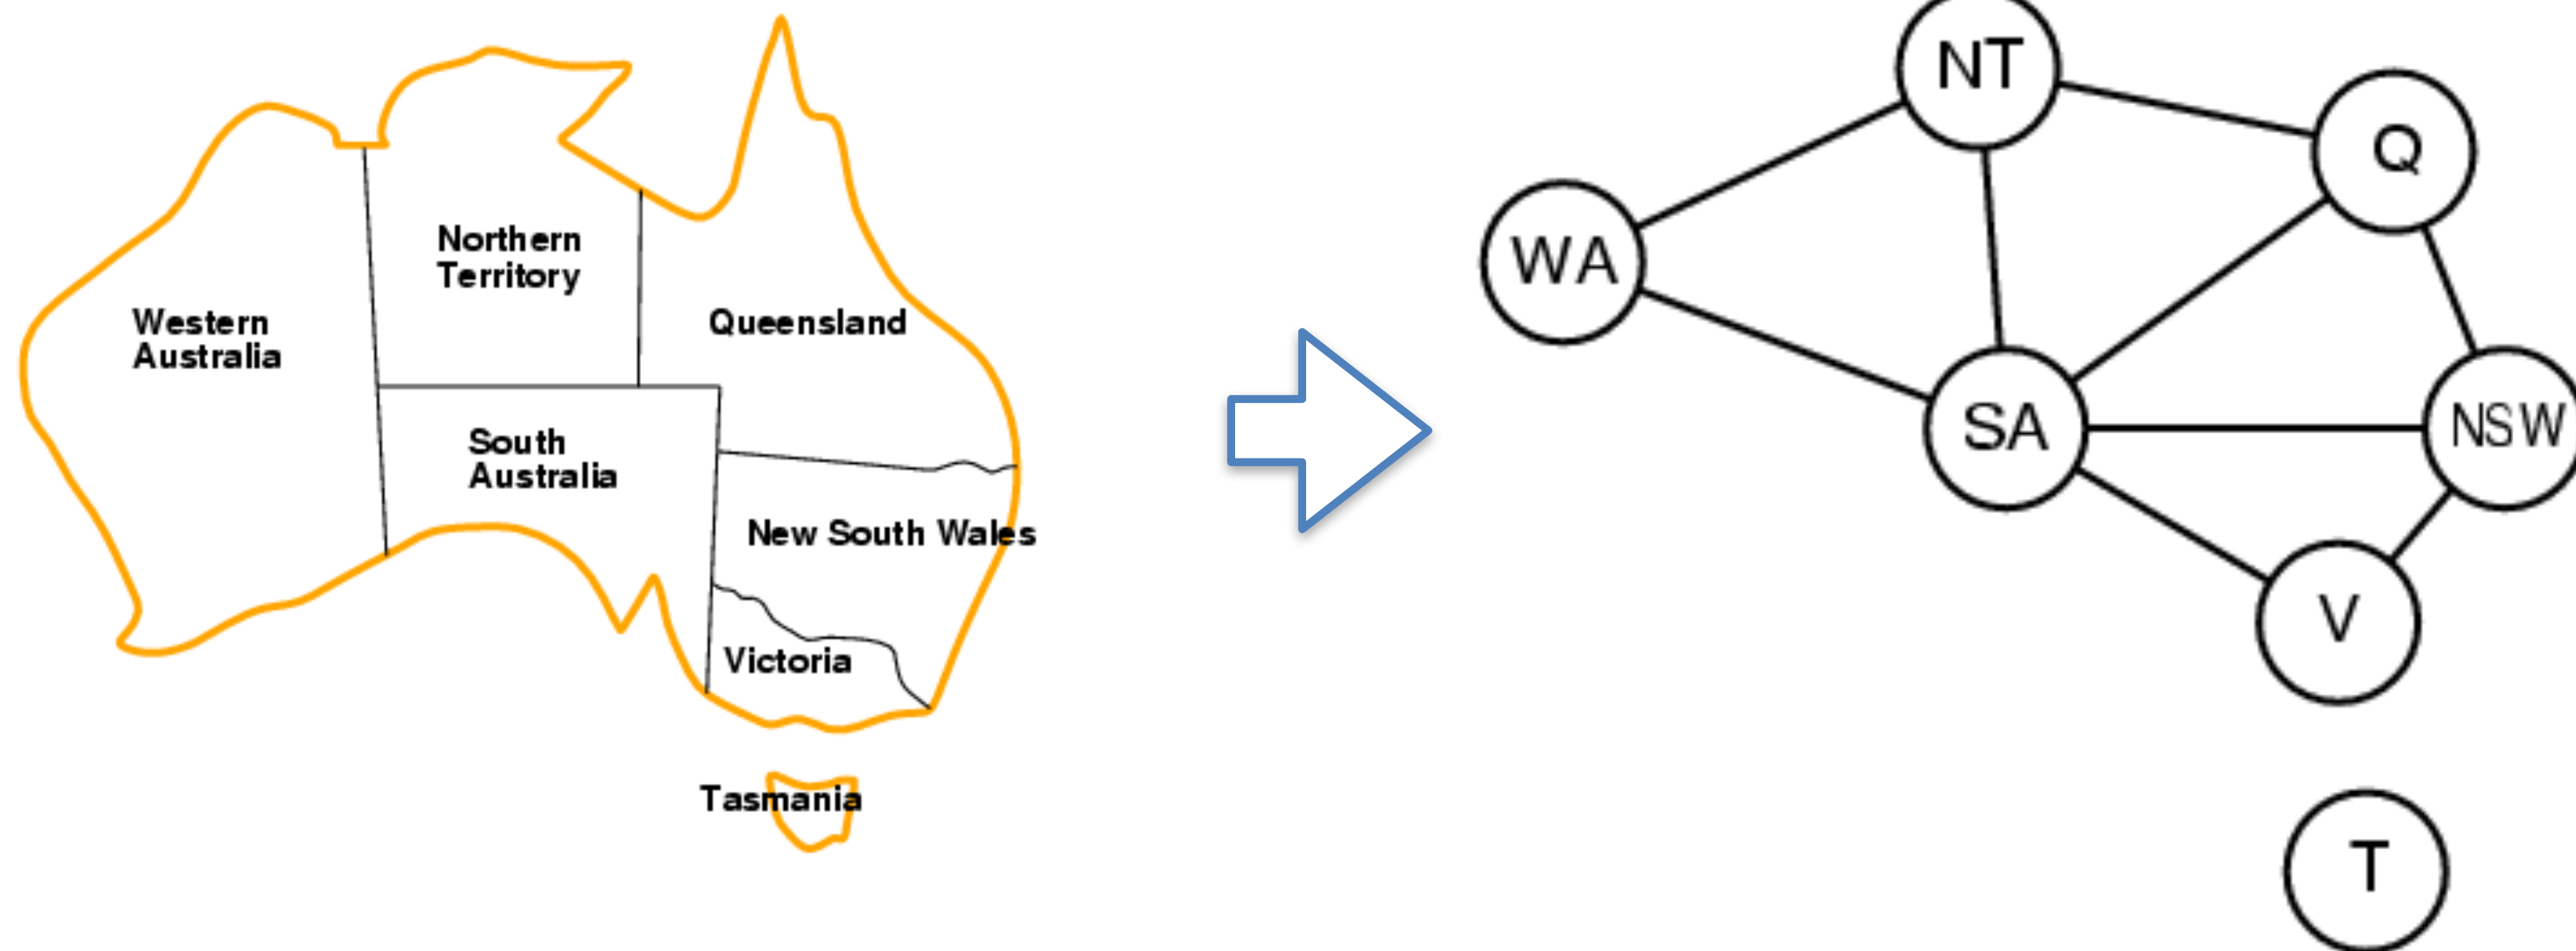 Northern
Territory
Western
Australia
Queensland
South
Australia
New South Wales
Victoria
Tasmania
NT
Q
WA
SA
NSW
V
T